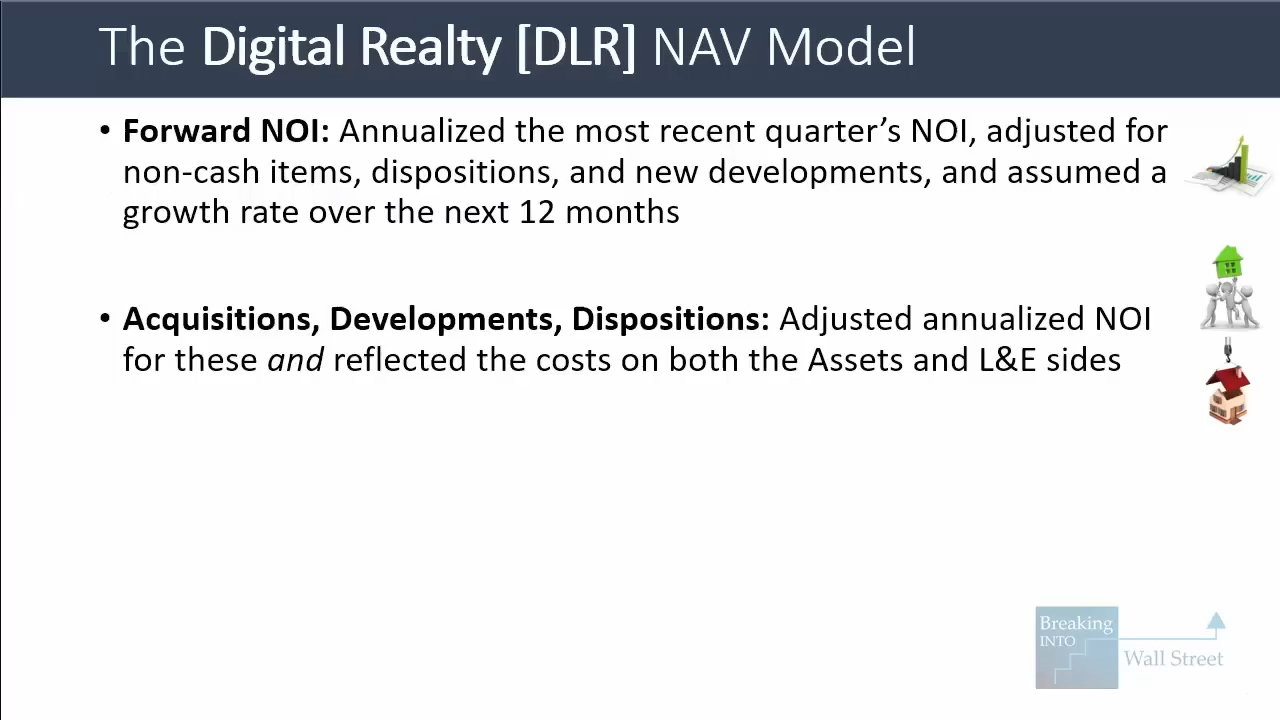 The Digital Realty [DLR] NAV Model
• Forward NOI: Annualized the most recent quarter’s NOI, adjusted for
non-cash items, dispositions, and new developments, and assumed a
growth rate over the next 12 months
• Acquisitions, Developments, Dispositions: Adjusted annualized NOI
for these and reflected the costs on both the Assets and L&E sides
Breaking
INTO
Wall Street